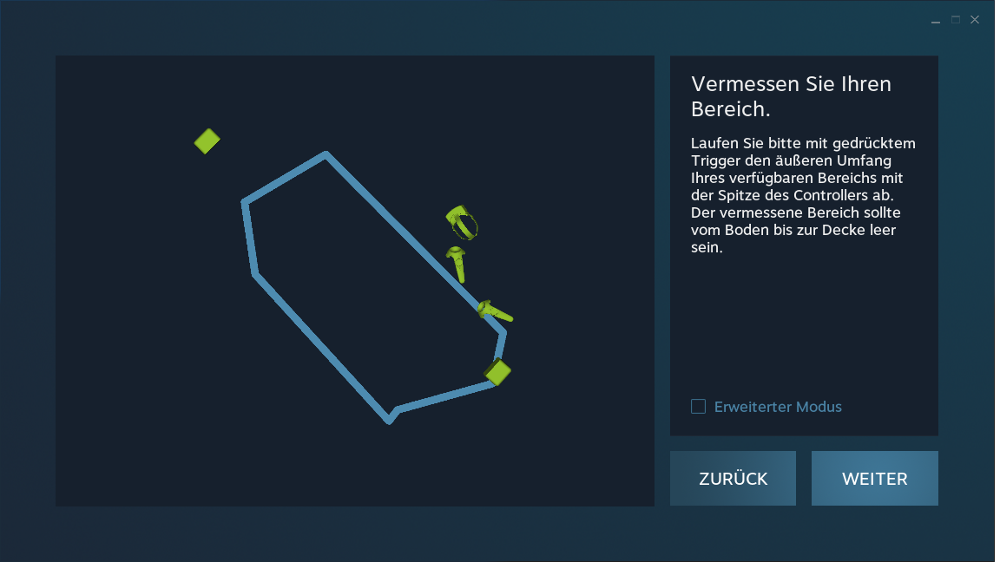 Vermessen Sie Ihren
Bereich.
Laufen Sie bitte mit gedrücktem
Trigger den äußeren Umfang
Ihres verfügbaren Bereichs mit
der Spitze des Controllers ab.
Der vermessene Bereich sollte
vom Boden bis zur Decke leer
sein.
Erweiterter Modus
ZURÜCK
WEITER